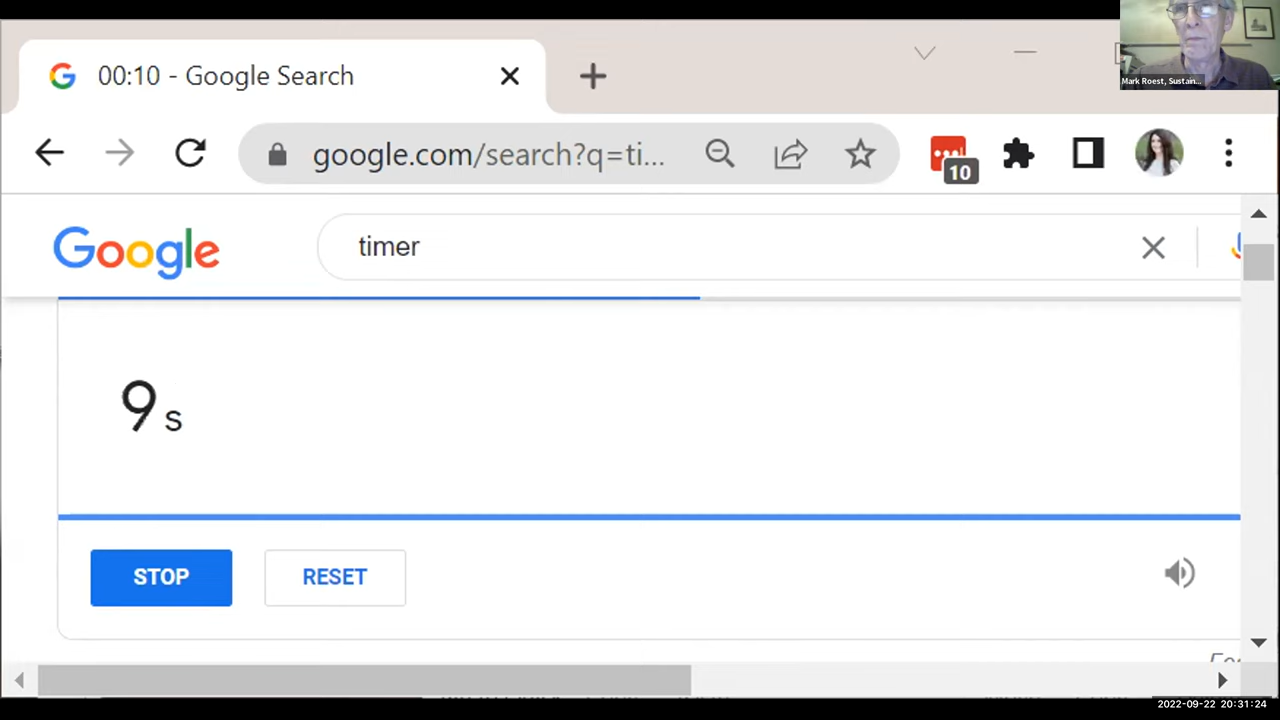 00:10 - Google Search
Mark Roest, Sustain...
google.com/search?q=ti...
10
Google
timer
9 s
STOP
RESET
2022-09-22 20:31:24